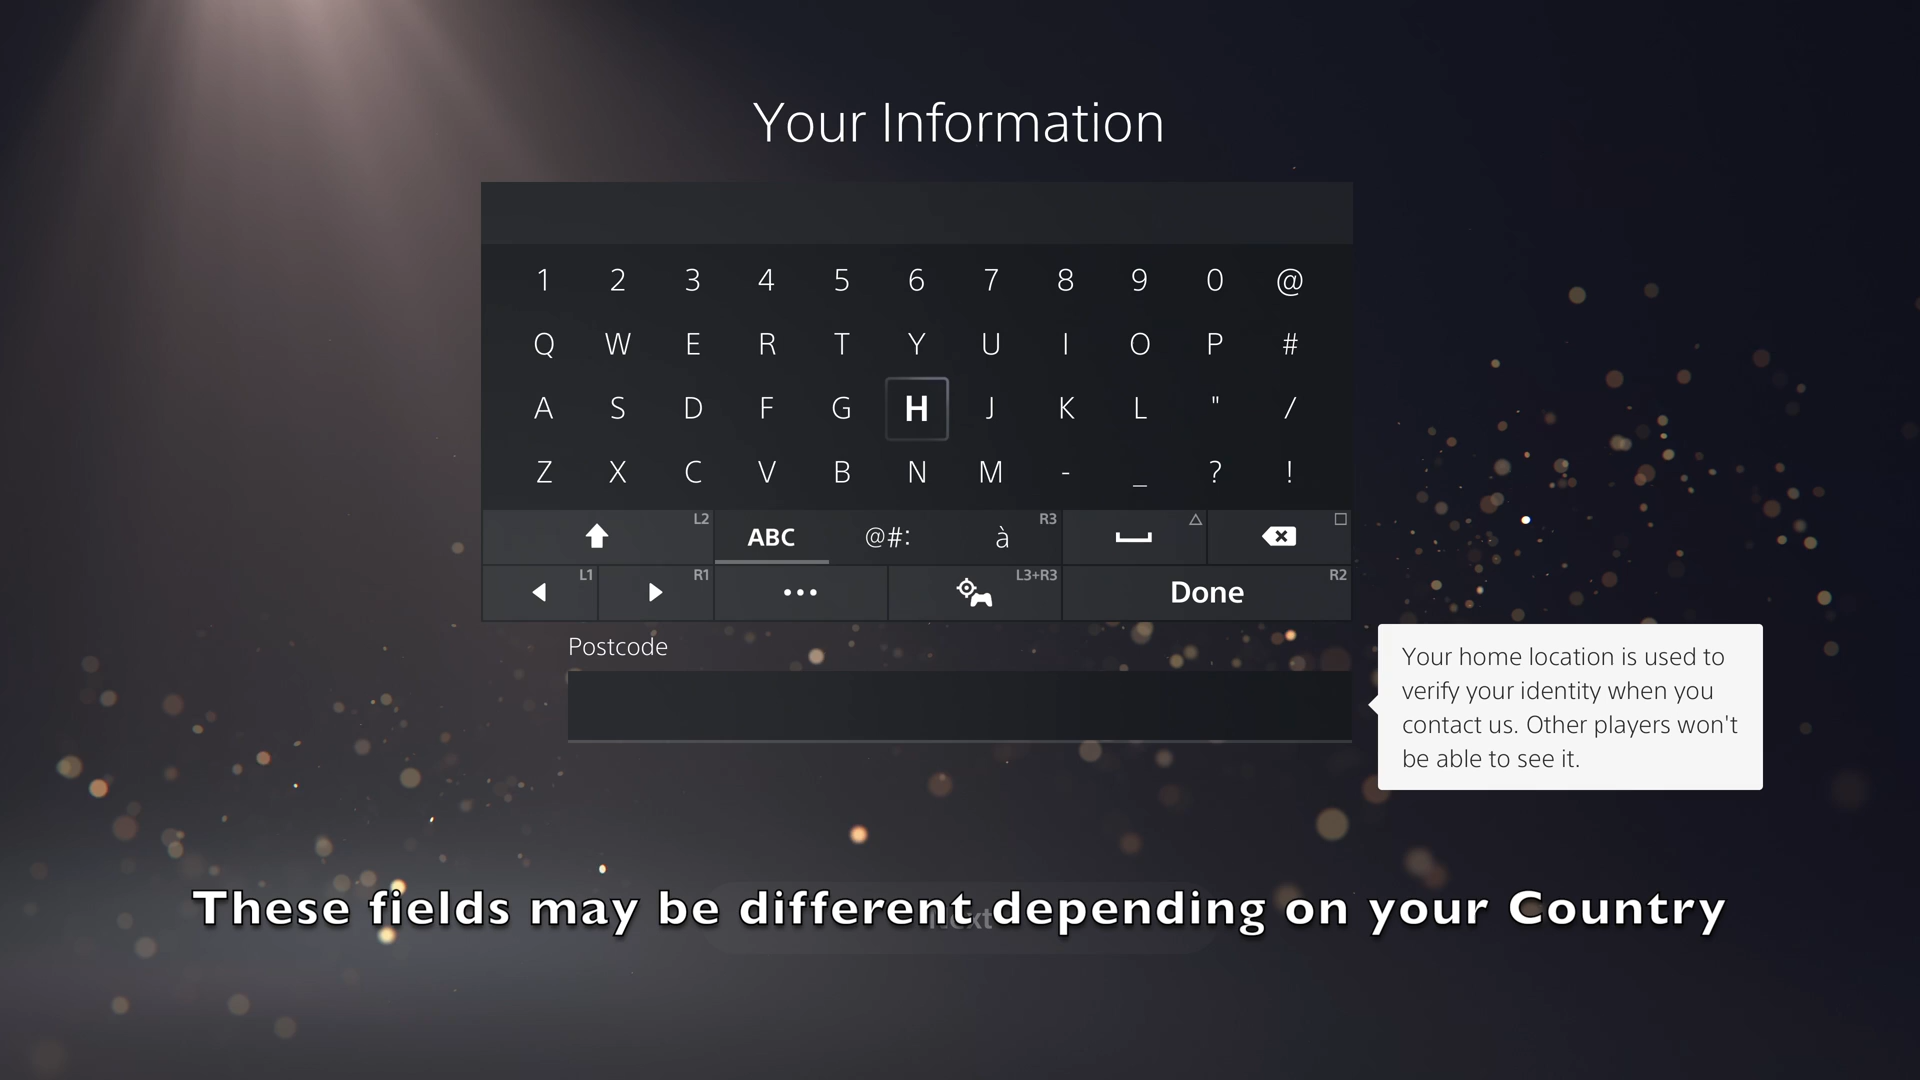 Your Information
1 2 3 4 5 6 7 8 9 0 @
Q W E R T Y U I O P #
A S D F G H J K L " /
Z X C V B N M - _ ? !
L2 ABC @#: à R3
L1 R1 ... L3+R3 Done R2
Postcode
Your home location is used to
verify your identity when you
contact us. Other players won't
be able to see it.
These fields may be different depending on your Country
Next